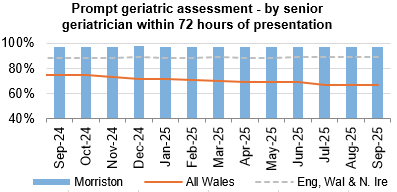 Prompt geriatric assessment - by senior
geriatrician within 72 hours of presentation
100%
80%
60%
40%
Sep-24
Oct-24
Nov-24
Dec-24
Jan-25
Feb-25
Mar-25
Apr-25
May-25
Jun-25
Jul-25
Aug-25
Sep-25
Morriston All Wales Eng, Wal & N. Ire